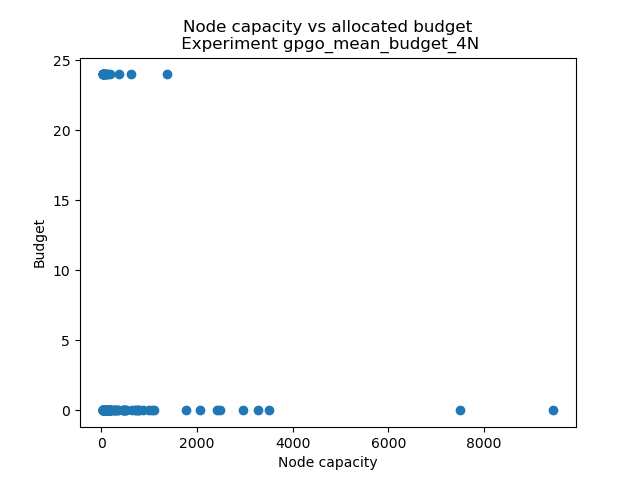 Node capacity vs allocated budget
Experiment gpgo_mean_budget_4N
25
20
15
10
5
0
Budget
0 2000 4000 6000 8000
Node capacity